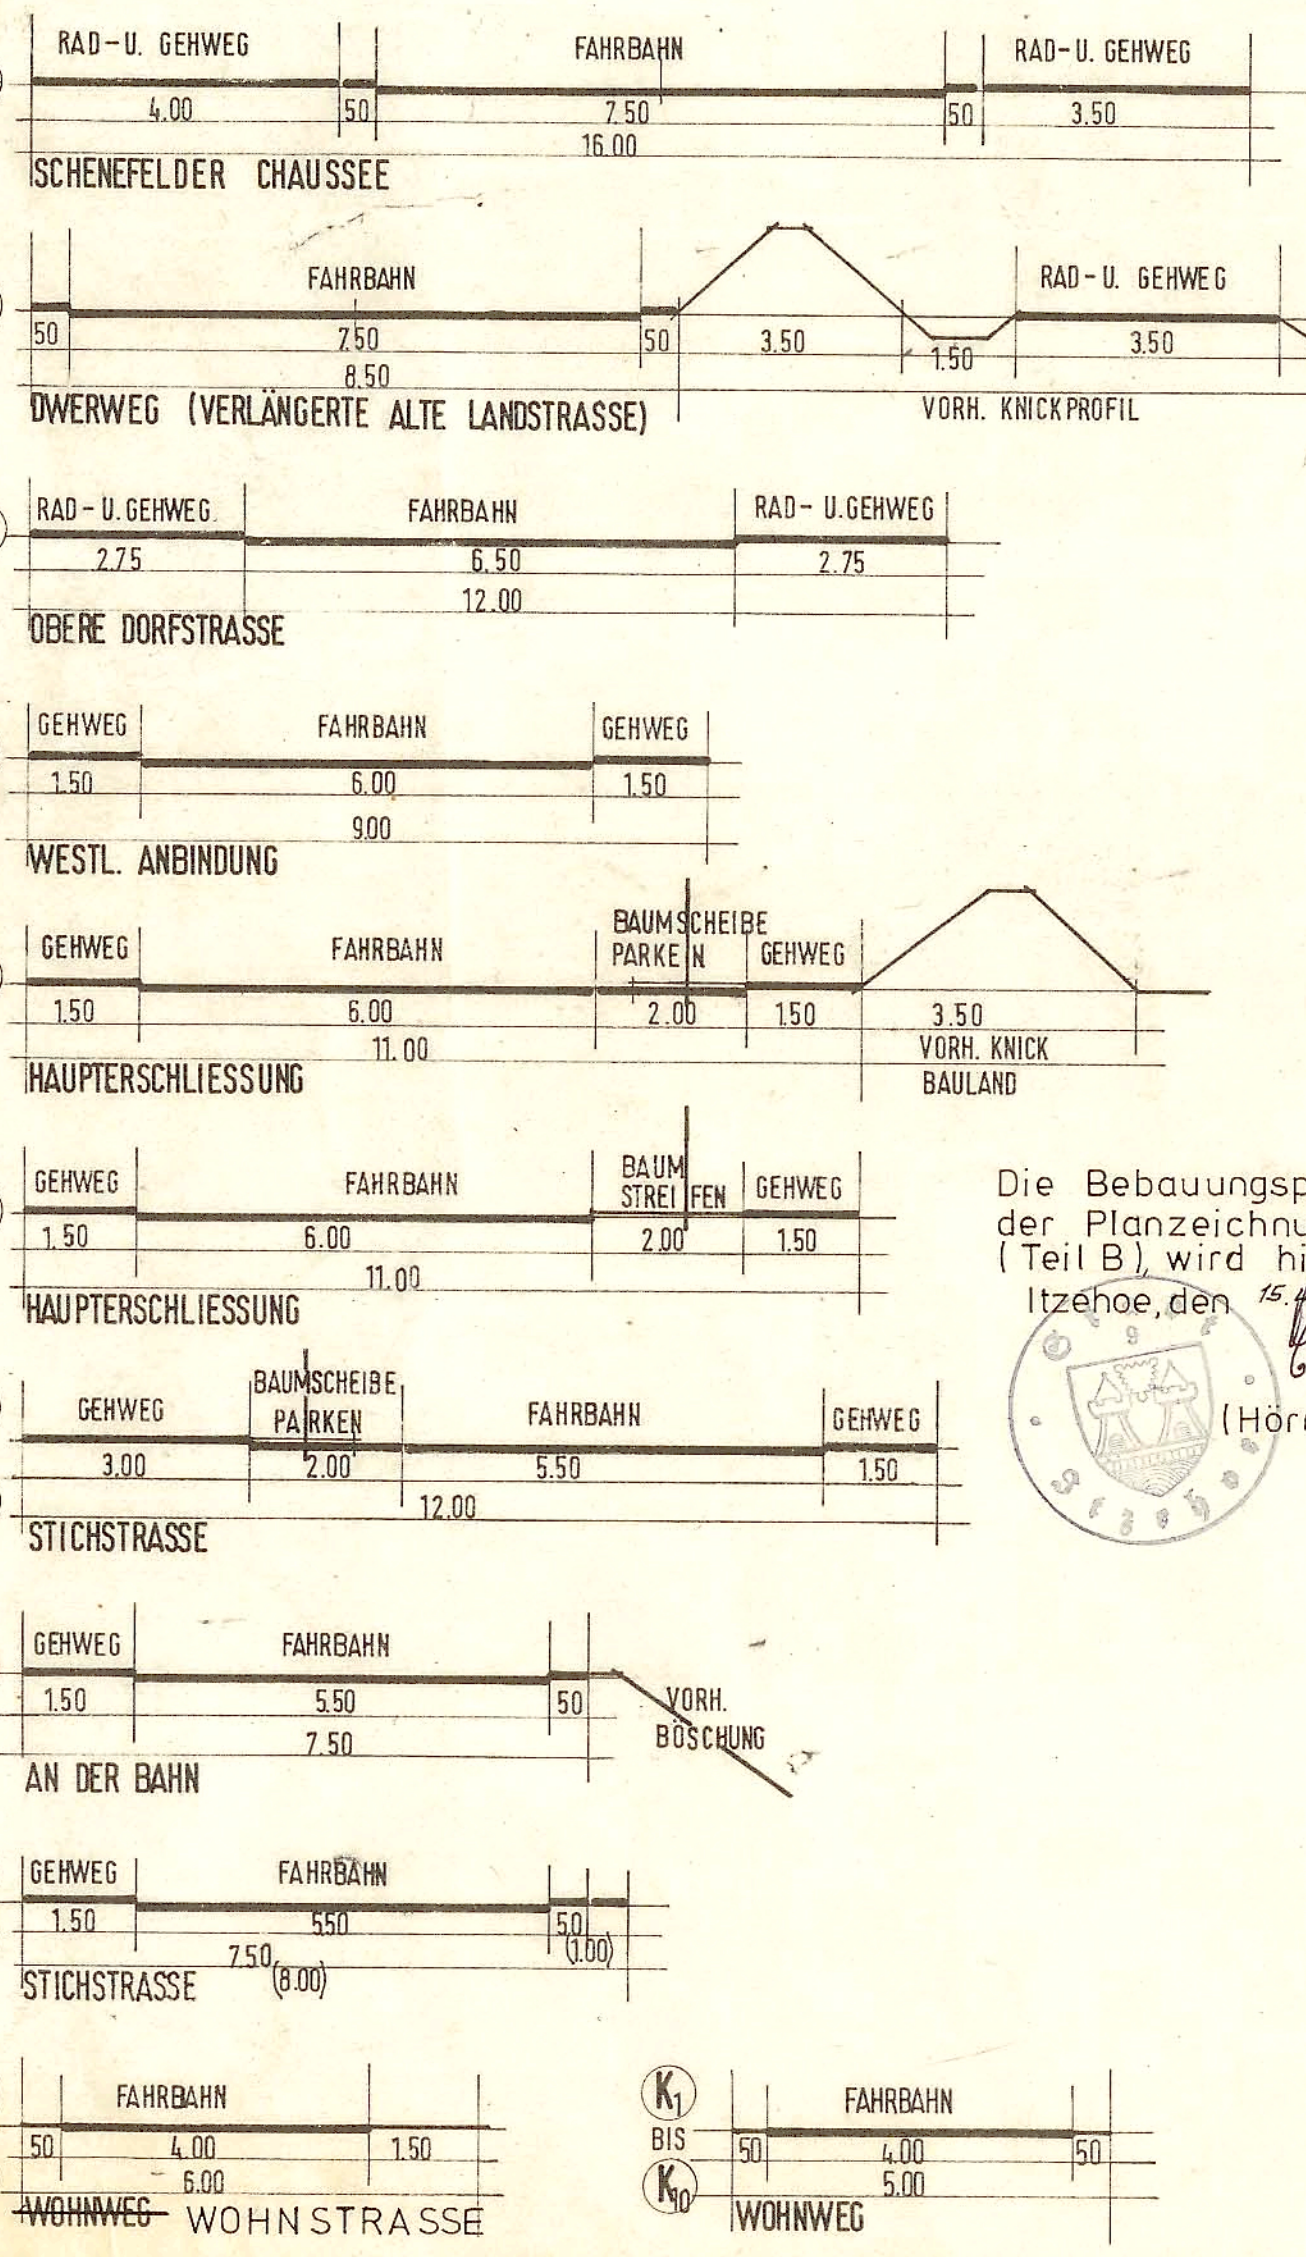 RAD-U. GEHWEG FAHRBAHN RAD-U. GEHWEG
4.00 50 7.50 50 3.50
16.00
SCHENEFELDER CHAUSSEE
FAHRBAHN RAD-U. GEHWEG
50 7.50 50 3.50 1.50 3.50
8.50
DWERWEG (VERLÄNGERTE ALTE LANDSTRASSE) VORH. KNICKPROFIL
RAD-U. GEHWEG FAHRBAHN RAD-U. GEHWEG
2.75 6.50 2.75
12.00
OBERE DORFSTRASSE
GEHWEG FAHRBAHN GEHWEG
1.50 6.00 1.50
9.00
WESTL. ANBINDUNG
BAUMSCHEIBE
GEHWEG FAHRBAHN PARKEN GEHWEG
1.50 6.00 2.00 1.50 3.50
11.00 VORH. KNICK
HAUPTERSCHLIESSUNG BAULAND
BAUM
GEHWEG FAHRBAHN STREIFEN GEHWEG
1.50 6.00 2.00 1.50
11.00
HAUPTERSCHLIESSUNG
Die Bebauungsp
der Planzeichnu
(Teil B), wird hi
Itzehoe, den 15.4
(Hör
BAUMSCHEIBE
GEHWEG PARKEN FAHRBAHN GEHWEG
3.00 2.00 5.50 1.50
12.00
STICHSTRASSE
GEHWEG FAHRBAHN
1.50 5.50 50 VORH.
7.50 BÖSCHUNG
AN DER BAHN
GEHWEG FAHRBAHN
1.50 550 50
7.50 (1.00)
STICHSTRASSE (8.00)
FAHRBAHN
50 4.00 1.50
6.00
WOHNWEG WOHNSTRASSE
K1 FAHRBAHN
BIS 50 4.00 50
K10 5.00
WOHNWEG